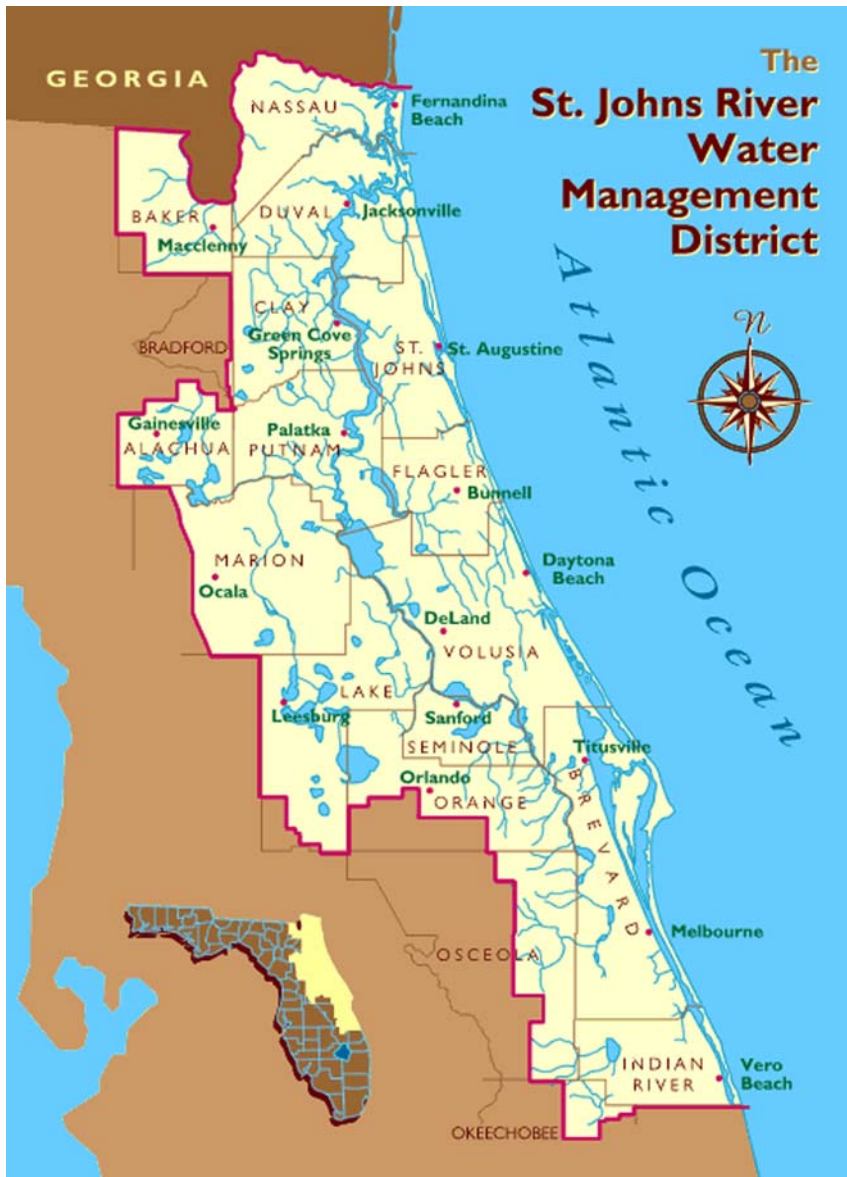 The
St. Johns River
Water
Management
District
GEORGIA
NASSAU
Fernandina
Beach
BAKER
DUVAL
Jacksonville
Macclenny
Atlantic Ocean
CLAY
N
Green Cove
Springs
BRADFORD
ST.
JOHNS
St. Augustine
Gainesville
ALACHUA
Palatka
PUTNAM
FLAGLER
Bunnell
MARION
Ocala
Daytona
Beach
DeLand
VOLUSIA
LAKE
Leesburg
Sanford
SEMINOLE
Titusville
Orlando
ORANGE
BREVARD
Melbourne
OSCEOLA
INDIAN
RIVER
Vero
Beach
OKEECHOBEE